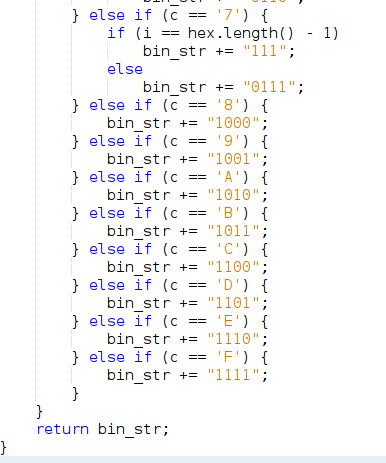 } else if (c == '7') {
if (i == hex.length() - 1)
bin_str += "111";
else
bin_str += "0111";
} else if (c == '8') {
bin_str += "1000";
} else if (c == '9') {
bin_str += "1001";
} else if (c == 'A') {
bin_str += "1010";
} else if (c == 'B') {
bin_str += "1011";
} else if (c == 'C') {
bin_str += "1100";
} else if (c == 'D') {
bin_str += "1101";
} else if (c == 'E') {
bin_str += "1110";
} else if (c == 'F') {
bin_str += "1111";
}
}
return bin_str;
}